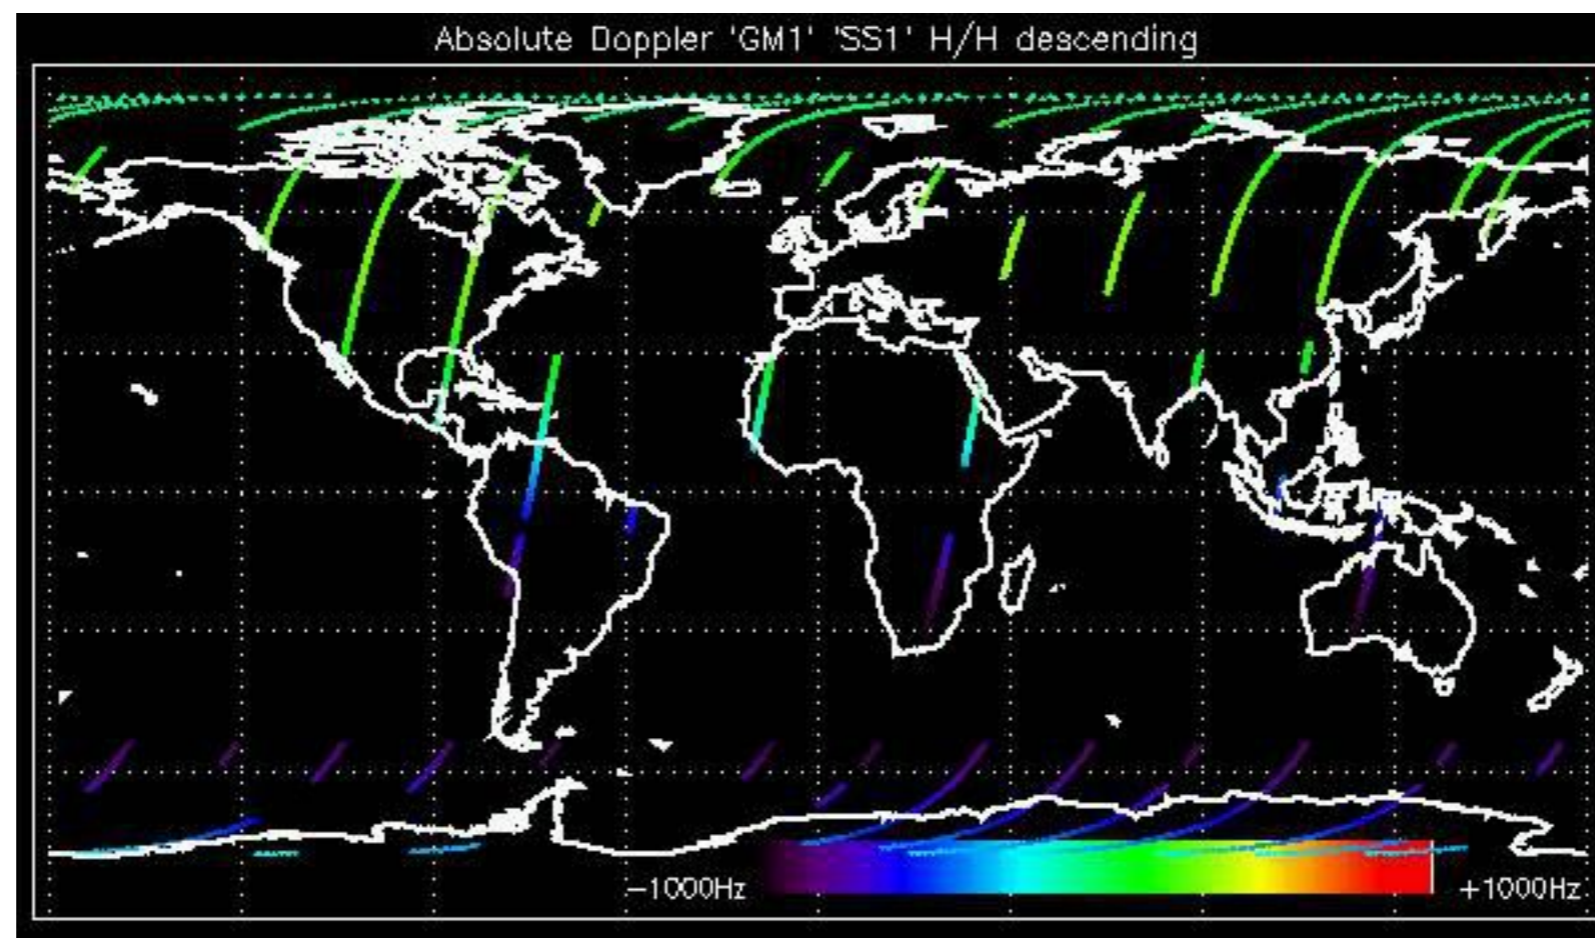 Absolute Doppler 'GM1' 'SS1' H/H descending
-1000Hz
+1000Hz